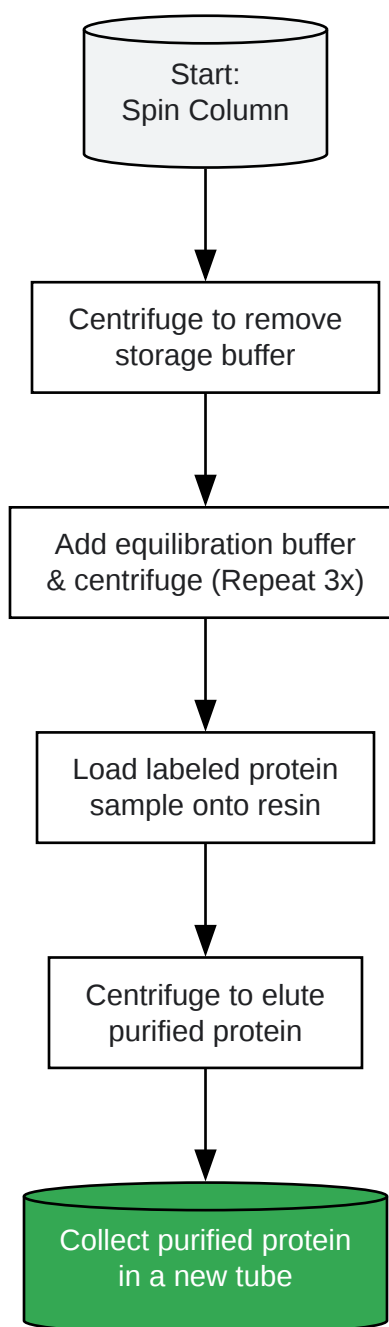 Start:
Spin Column
Centrifuge to remove
storage buffer
Add equilibration buffer
& centrifuge (Repeat 3x)
Load labeled protein
sample onto resin
Centrifuge to elute
purified protein
Collect purified protein
in a new tube